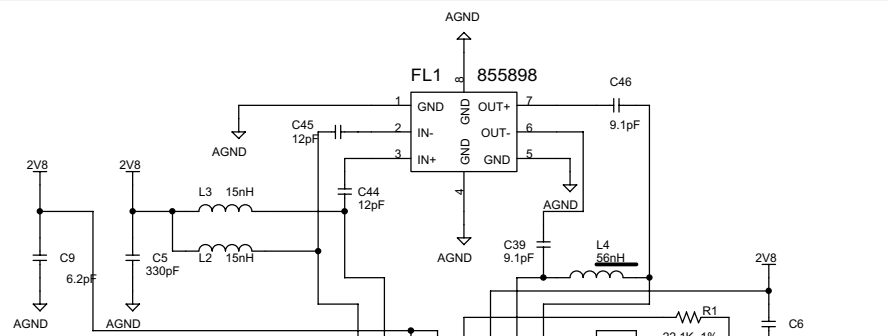 AGND
FL1 855898
8
C46
1 GND GND OUT+ 7
9.1pF
C45
12pF
2 IN- OUT- 6
AGND
3 IN+ GND GND 5
2V8 2V8
L3 15nH
C44
12pF
4
AGND
C39
9.1pF
L4
56nH
C9
6.2pF
C5
330pF
L2 15nH
AGND
2V8
AGND AGND
R1
C6